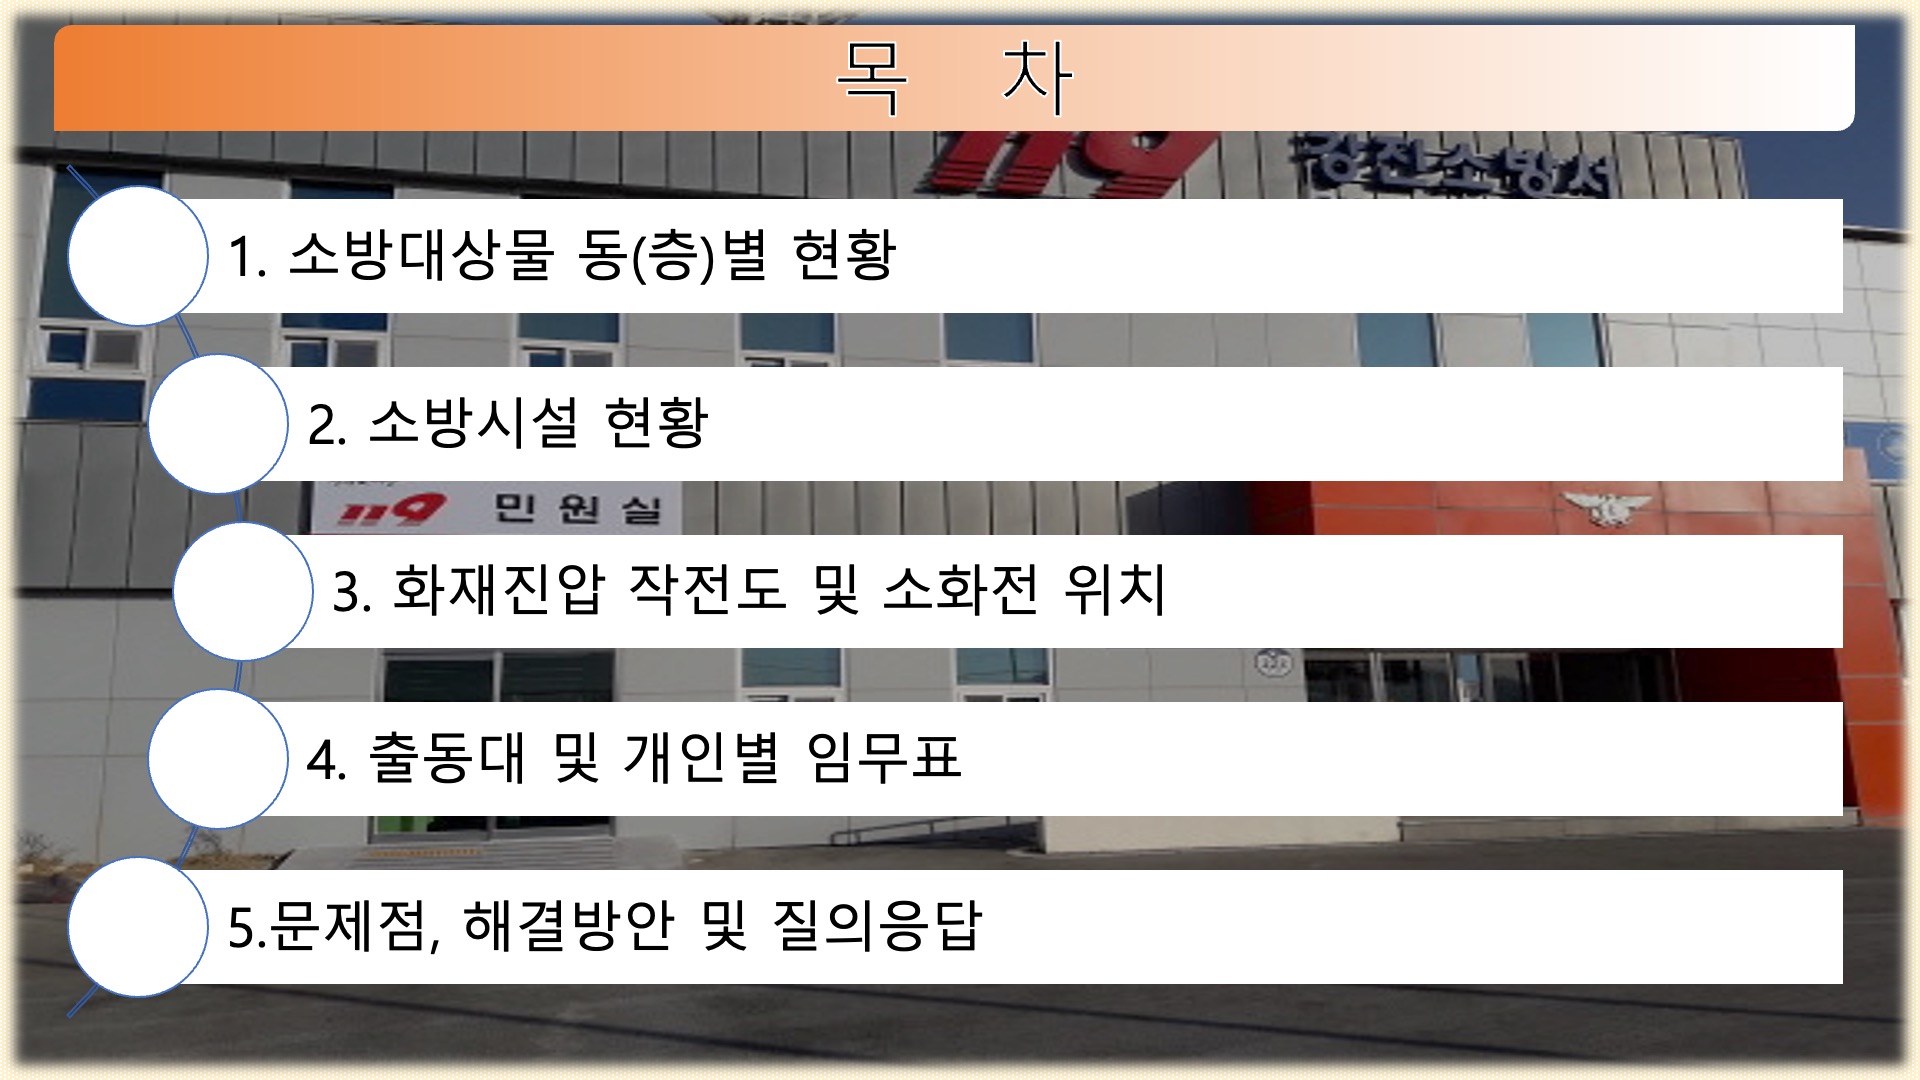 목 차
119 강진소방서
1. 소방대상물 동(층)별 현황
2. 소방시설 현황
119 민원실
3. 화재진압 작전도 및 소화전 위치
4. 출동대 및 개인별 임무표
5.문제점, 해결방안 및 질의응답